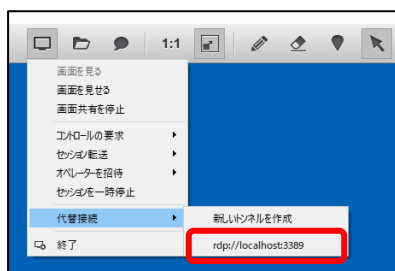 1:1
画面を見る
画面を見せる
画面共有を停止
コントロールの要求
セッション転送
オペレーターを招待
セッションを一時停止
代替接続
新しいトンネルを作成
rdp://localhost:3389
終了